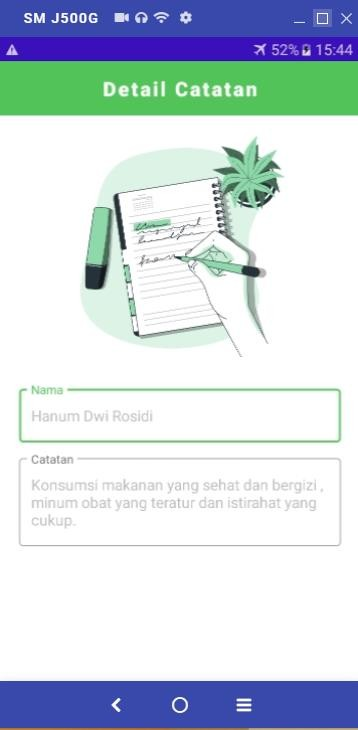 SM J500G
52% 15:44
Detail Catatan
Nama
Hanum Dwi Rosidi
Catatan
Konsumsi makanan yang sehat dan bergizi ,
minum obat yang teratur dan istirahat yang
cukup.